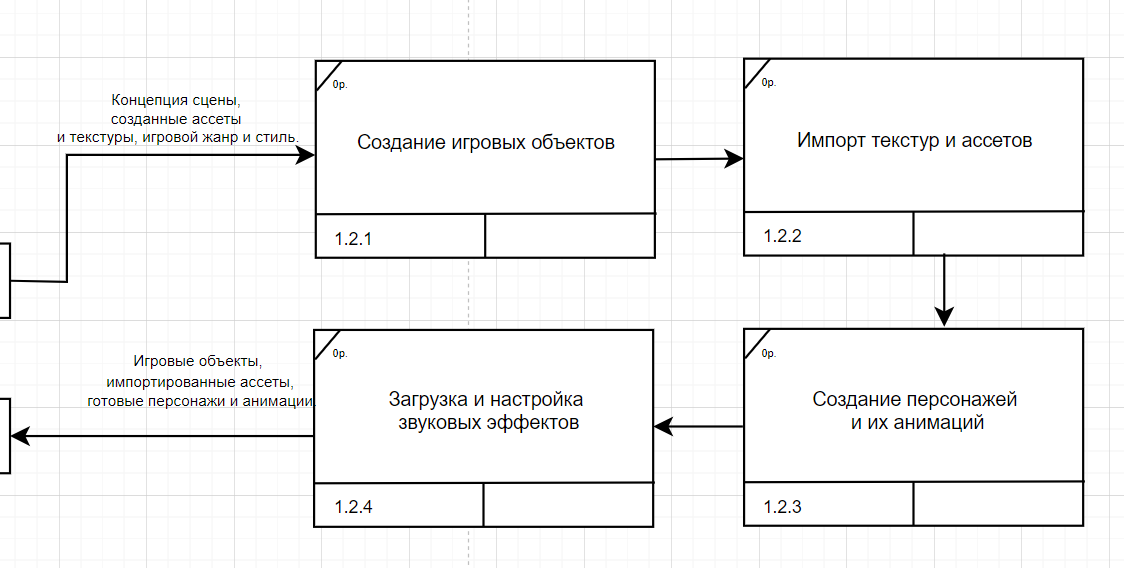 Концепция сцены,
созданные ассеты
и текстуры, игровой жанр и стиль.
0р.
Создание игровых объектов
1.2.1
0р.
Импорт текстур и ассетов
1.2.2
Игровые объекты,
импортированные ассеты,
готовые персонажи и анимации.
0р.
Загрузка и настройка
звуковых эффектов
1.2.4
0р.
Создание персонажей
и их анимаций
1.2.3